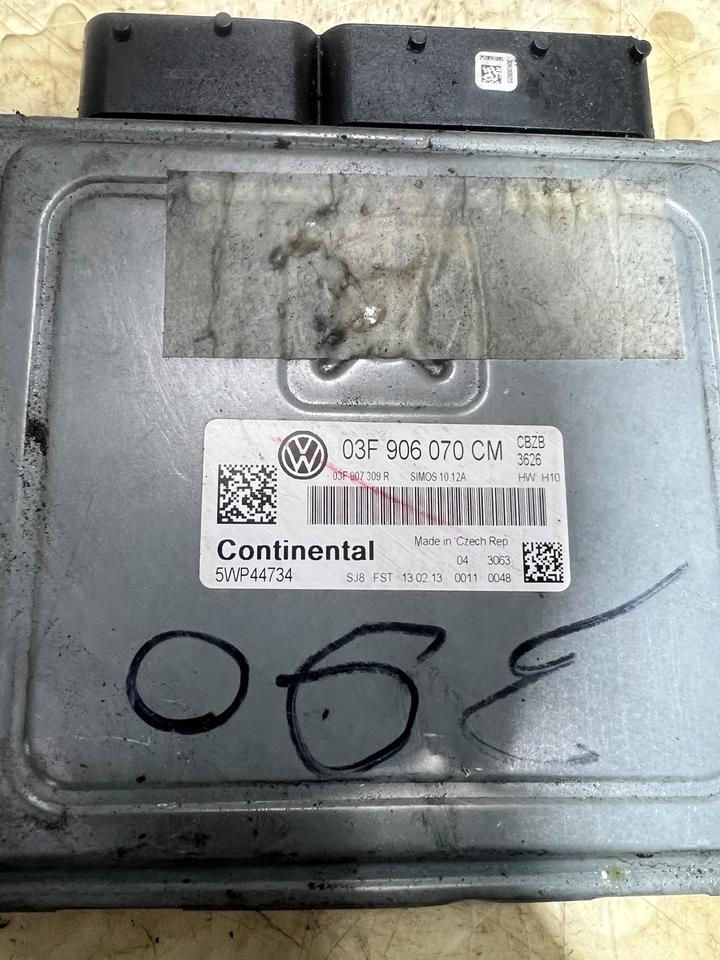 03F 906 070 CM CBZB
3626
03F 907 309 R SIMOS 10.12A HW H10
Continental Made in Czech Rep
04 3063
5WP44734 SJ8 FST 13 02 13 0011 0048
06E